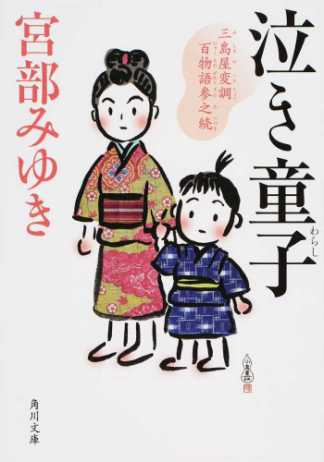 泣き童子
わらし
三島屋変調
百物語参之続
宮部みゆき
角川文庫